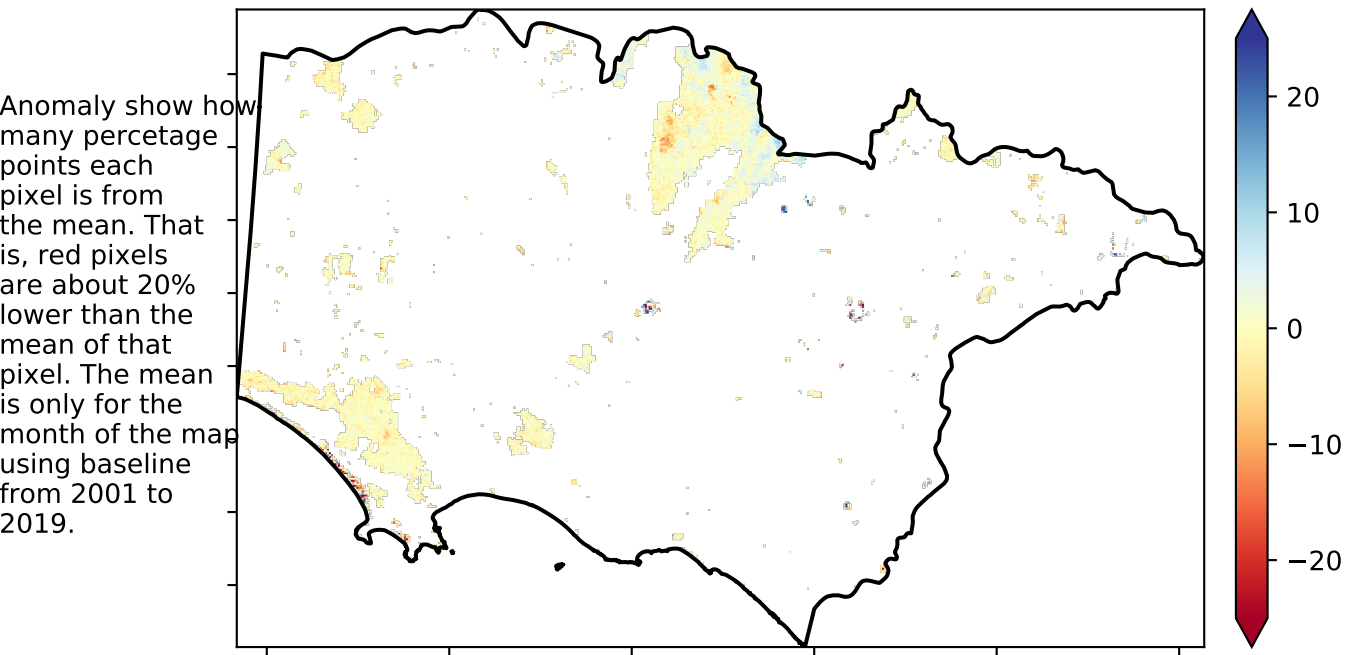 Anomaly show how
many percetage
points each
pixel is from
the mean. That
is, red pixels
are about 20%
lower than the
mean of that
pixel. The mean
is only for the
month of the map
using baseline
from 2001 to
2019.
20
10
0
−10
−20